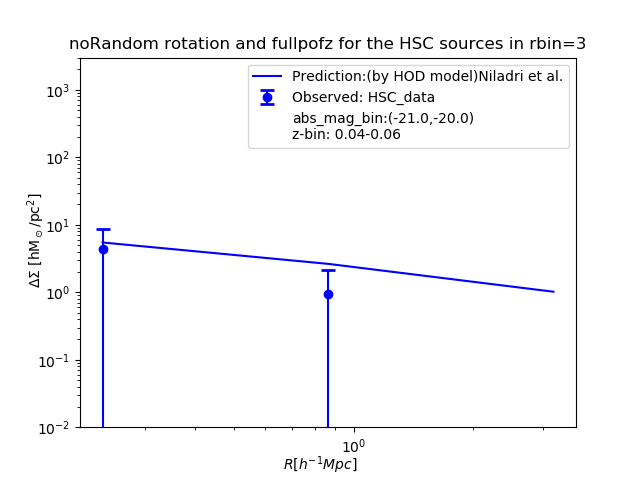 noRandom rotation and fullpofz for the HSC sources in rbin=3
Prediction:(by HOD model)Niladri et al.
Observed: HSC_data
abs_mag_bin:(-21.0,-20.0)
z-bin: 0.04-0.06
ΔΣ [hM_⊙/pc²]
10³
10²
10¹
10⁰
10⁻¹
10⁻²
10⁰
R[h⁻¹Mpc]